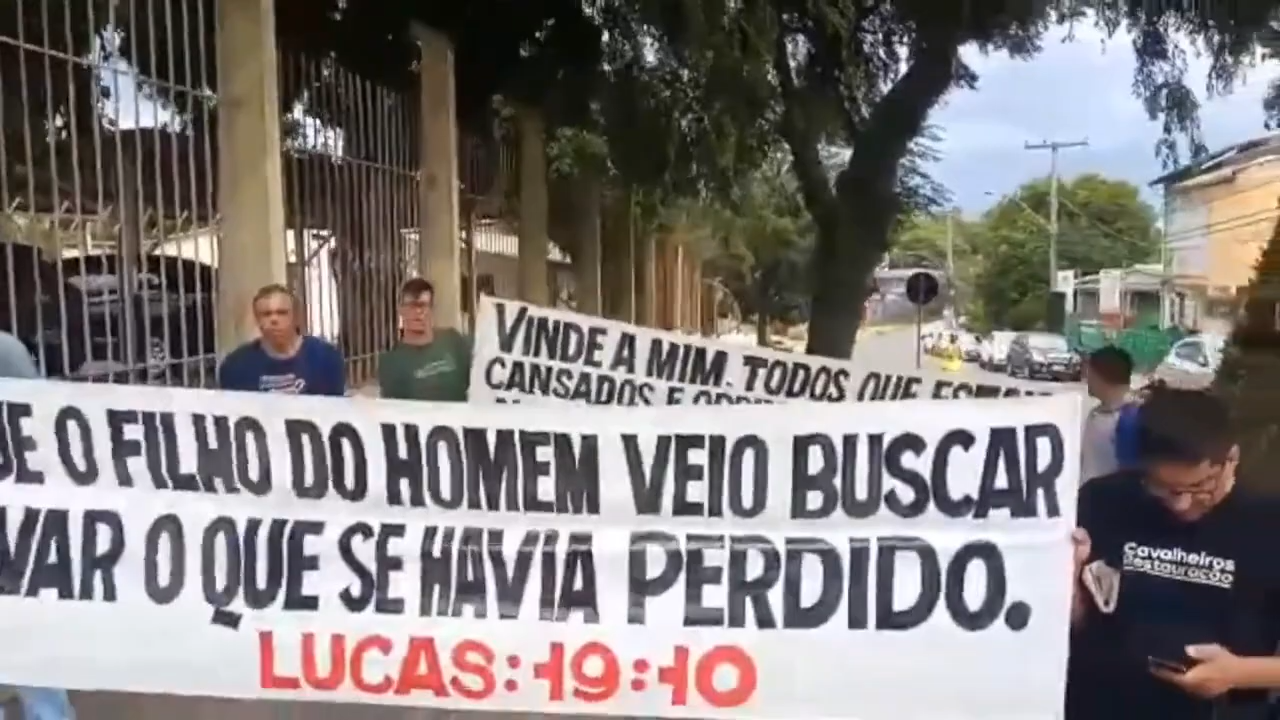 VINDE A MIM, TODOS QUE
CANSADOS E
UE O FILHO DO HOMEM VEIO BUSCAR
VAR O QUE SE HAVIA PERDIDO.
LUCAS:19:10
Cavalheiros
Restauração